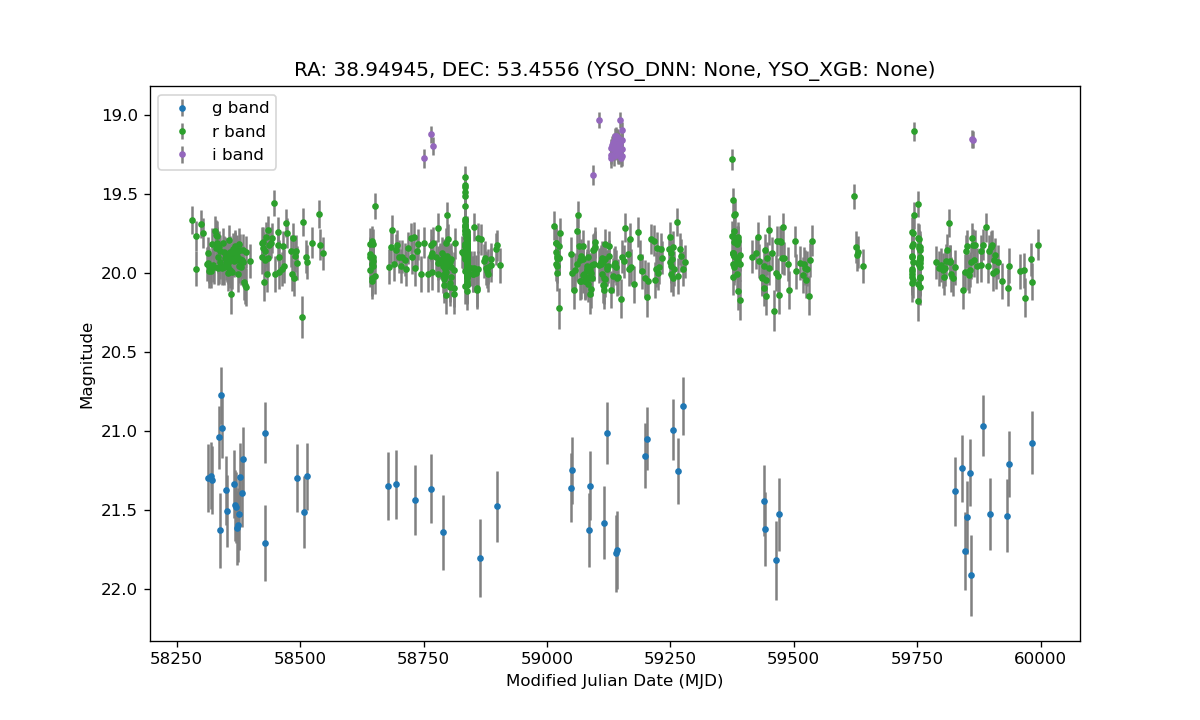 RA: 38.94945, DEC: 53.4556 (YSO_DNN: None, YSO_XGB: None)
g band
r band
i band
19.0
19.5
20.0
20.5
21.0
21.5
22.0
Magnitude
58250 58500 58750 59000 59250 59500 59750 60000
Modified Julian Date (MJD)